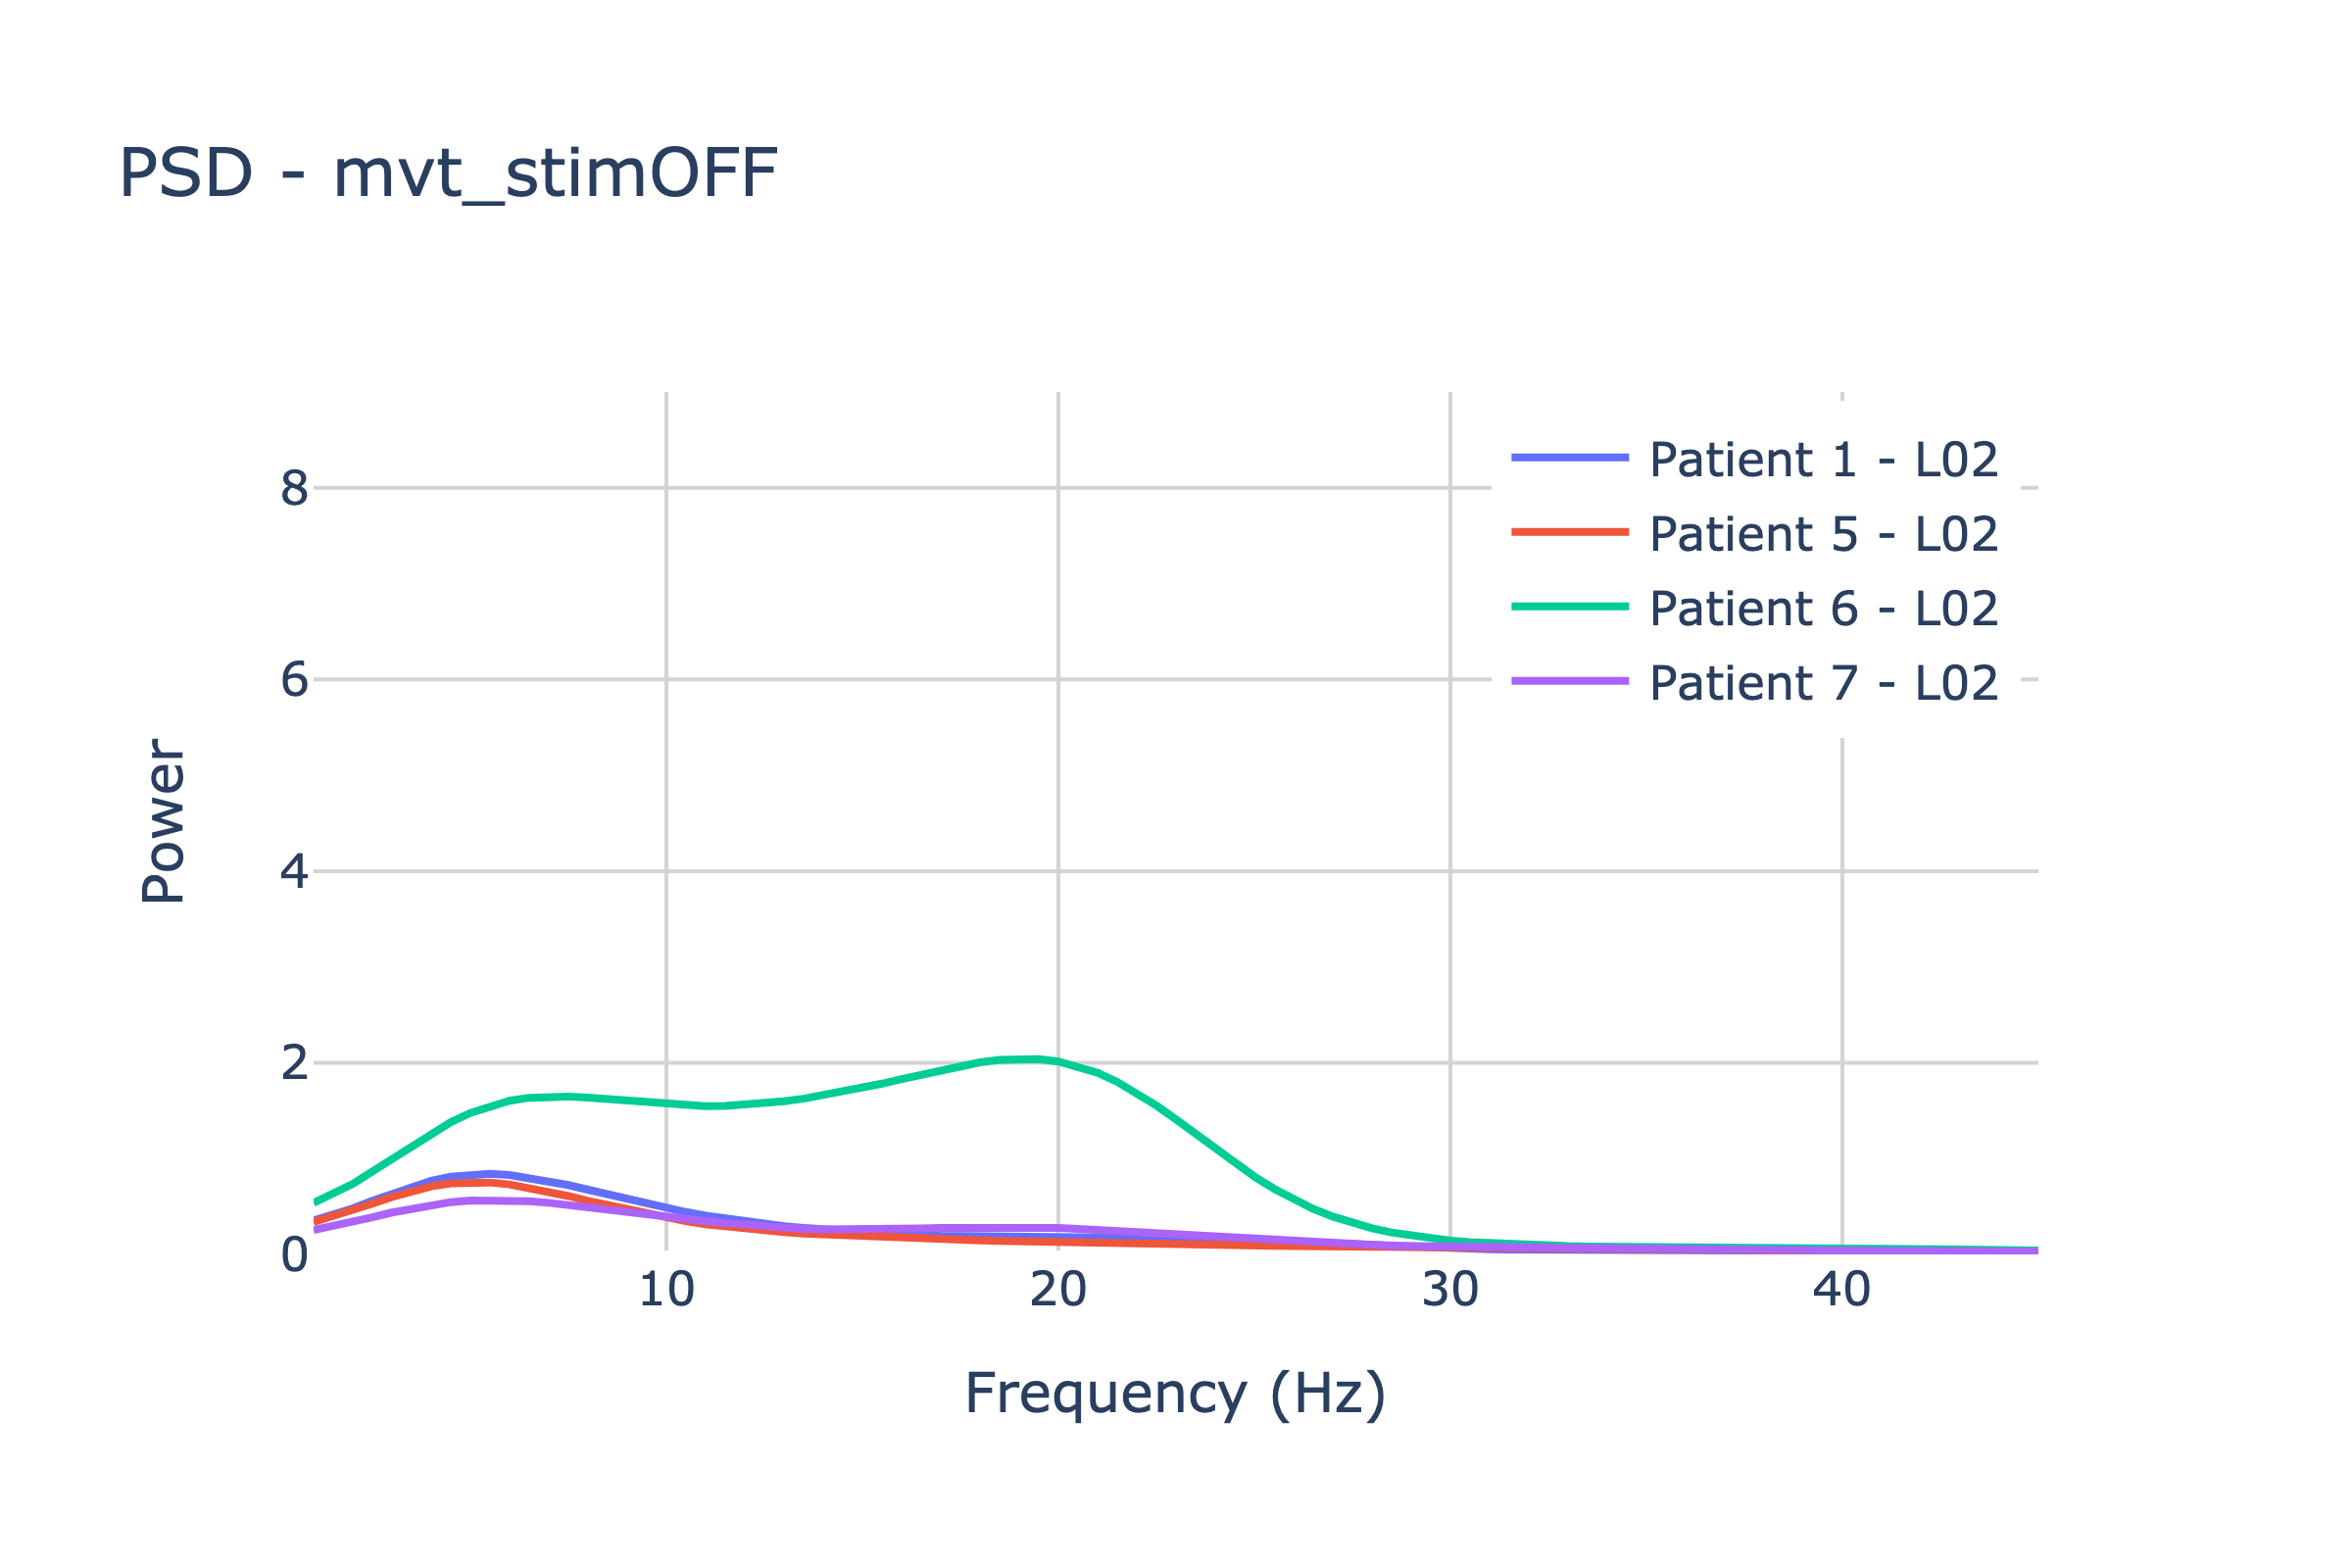 PSD - mvt_stimOFF
Patient 1 - L02
Patient 5 - L02
Patient 6 - L02
Patient 7 - L02
8
6
4
2
0
Power
10 20 30 40
Frequency (Hz)